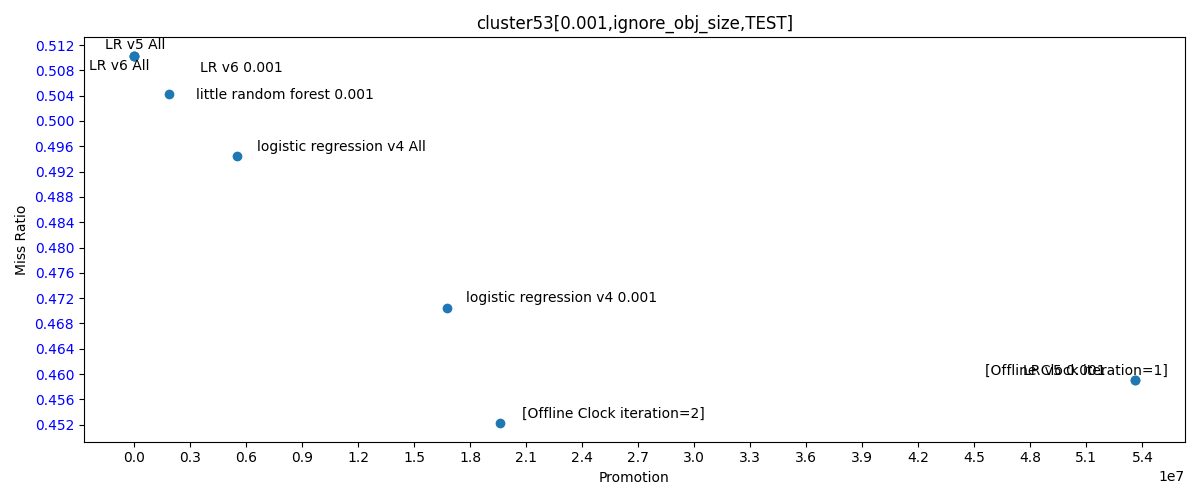 cluster53[0.001,ignore_obj_size,TEST]
Miss Ratio
0.512
0.508
0.504
0.500
0.496
0.492
0.488
0.484
0.480
0.476
0.472
0.468
0.464
0.460
0.456
0.452
LR v5 All
LR v6 All
LR v6 0.001
little random forest 0.001
logistic regression v4 All
logistic regression v4 0.001
[Offline Clock iteration=1]
LR v5 0.001
[Offline Clock iteration=2]
0.0 0.3 0.6 0.9 1.2 1.5 1.8 2.1 2.4 2.7 3.0 3.3 3.6 3.9 4.2 4.5 4.8 5.1 5.4
1e7
Promotion